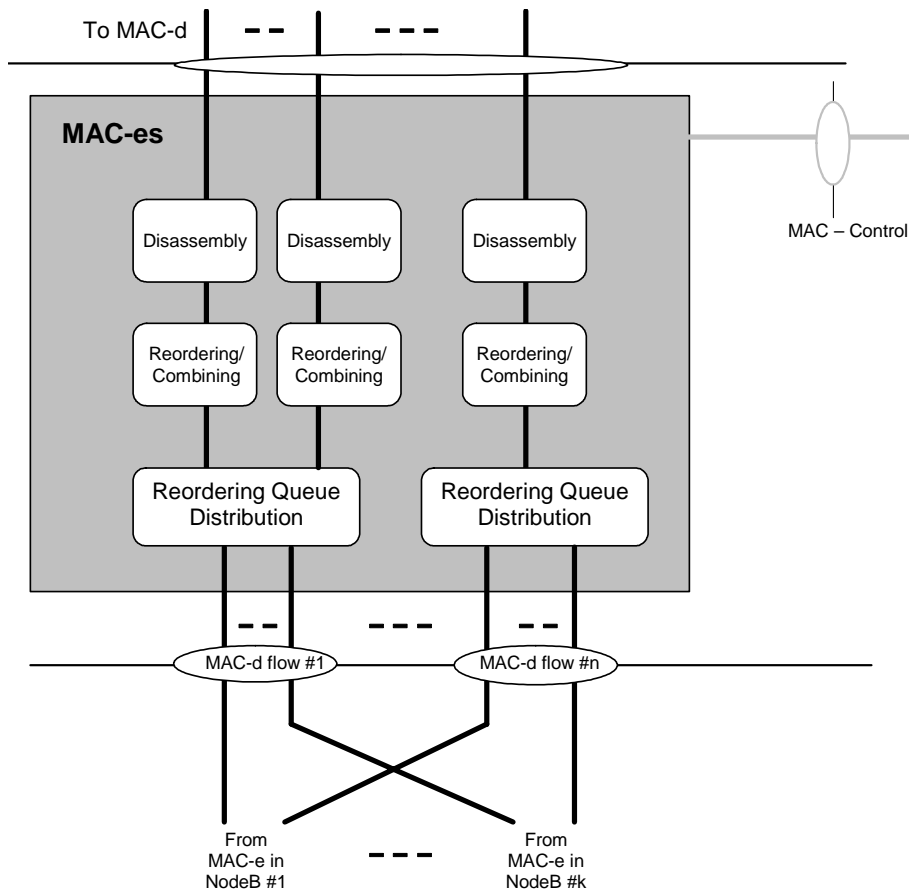 To MAC-d
MAC-es
MAC – Control
Disassembly
Disassembly
Disassembly
Reordering/
Combining
Reordering/
Combining
Reordering/
Combining
Reordering Queue
Distribution
Reordering Queue
Distribution
MAC-d flow #1
MAC-d flow #n
From
MAC-e in
NodeB #1
From
MAC-e in
NodeB #k